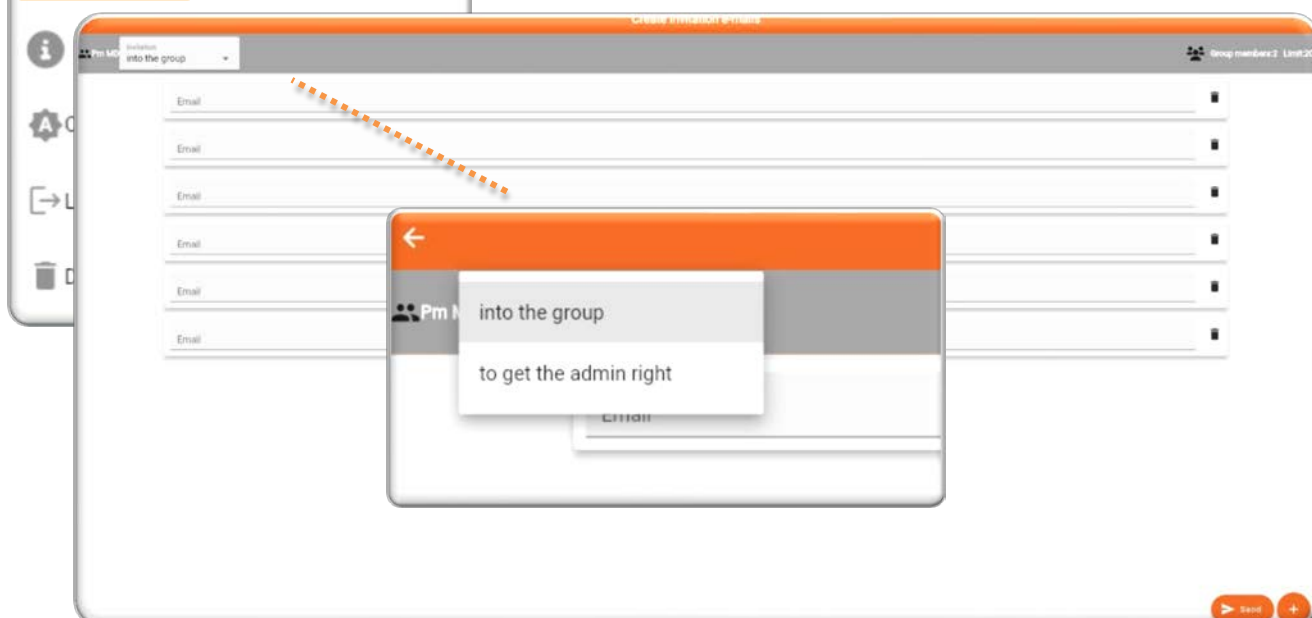 Create invitation e-mails
Pm M
Invitation
into the group
Group members:2 Limit:20
Email
Email
Email
Email
Email
Email
Pm
into the group
to get the admin right
Email
Send